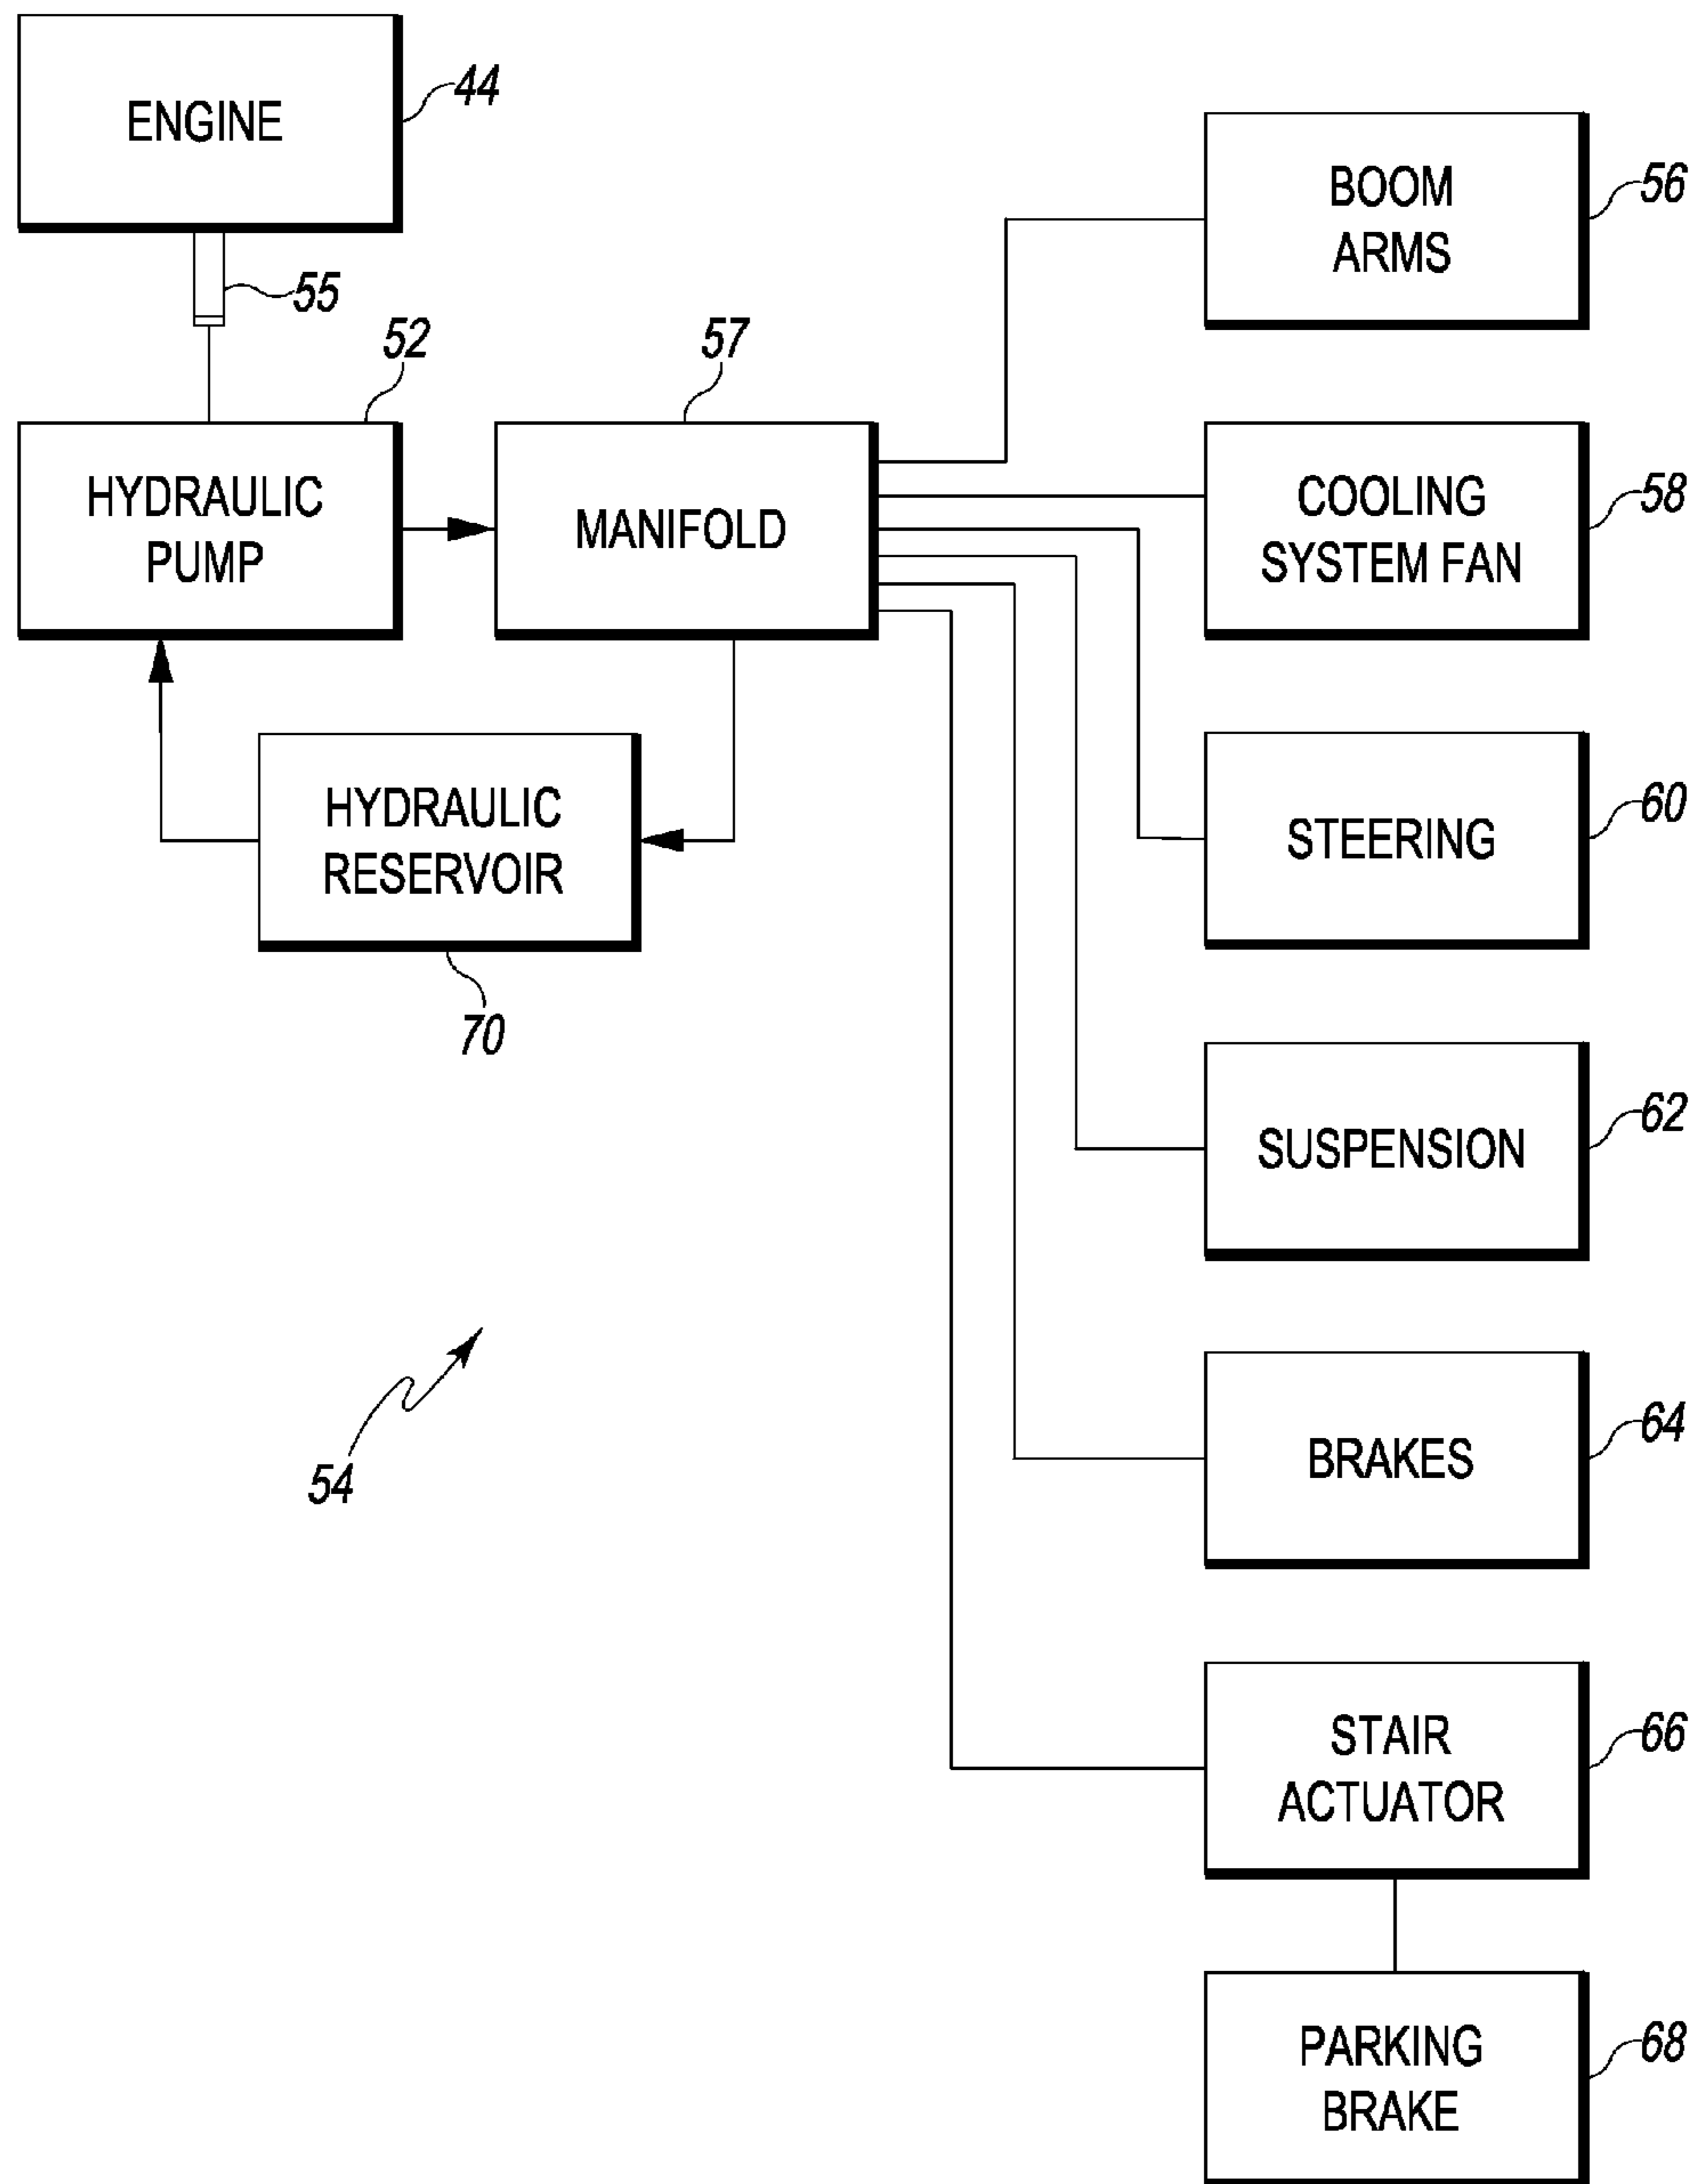 ENGINE
44
55
52
HYDRAULIC
PUMP
57
MANIFOLD
HYDRAULIC
RESERVOIR
70
54
BOOM
ARMS
56
COOLING
SYSTEM FAN
58
STEERING
60
SUSPENSION
62
BRAKES
64
STAIR
ACTUATOR
66
PARKING
BRAKE
68